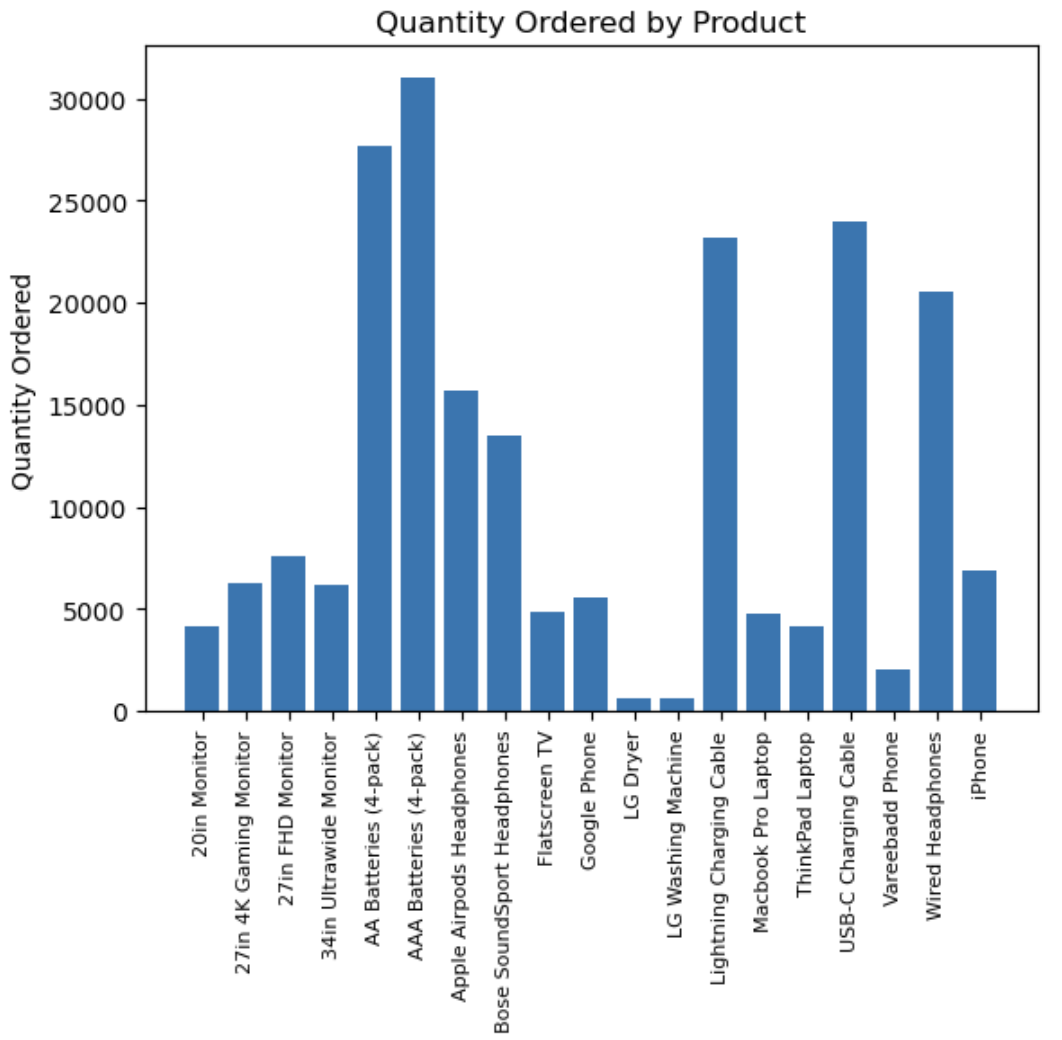 Quantity Ordered by Product
Quantity Ordered
30000
25000
20000
15000
10000
5000
0
20in Monitor
27in 4K Gaming Monitor
27in FHD Monitor
34in Ultrawide Monitor
AA Batteries (4-pack)
AAA Batteries (4-pack)
Apple Airpods Headphones
Bose SoundSport Headphones
Flatscreen TV
Google Phone
LG Dryer
LG Washing Machine
Lightning Charging Cable
Macbook Pro Laptop
ThinkPad Laptop
USB-C Charging Cable
Vareebadd Phone
Wired Headphones
iPhone